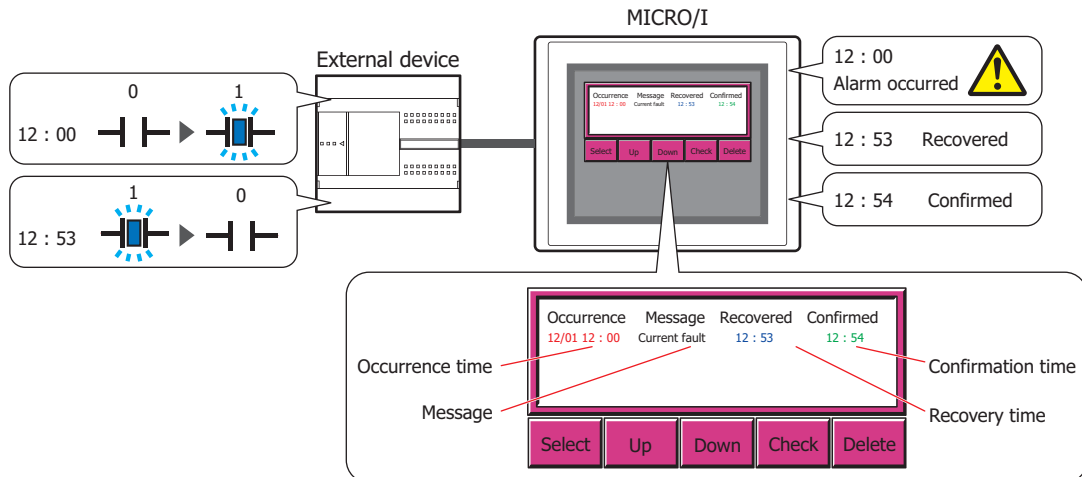 MICRO/I
External device
12 : 00
Alarm occurred
0 1
12 : 00
Occurrence Message Recovered Confirmed
12/01 12 : 00 Current fault 12 : 53 12 : 54
Select Up Down Check Delete
12 : 53 Recovered
1 0
12 : 53
12 : 54 Confirmed
Occurrence Message Recovered Confirmed
12/01 12 : 00 Current fault 12 : 53 12 : 54
Occurrence time
Confirmation time
Message
Recovery time
Select Up Down Check Delete